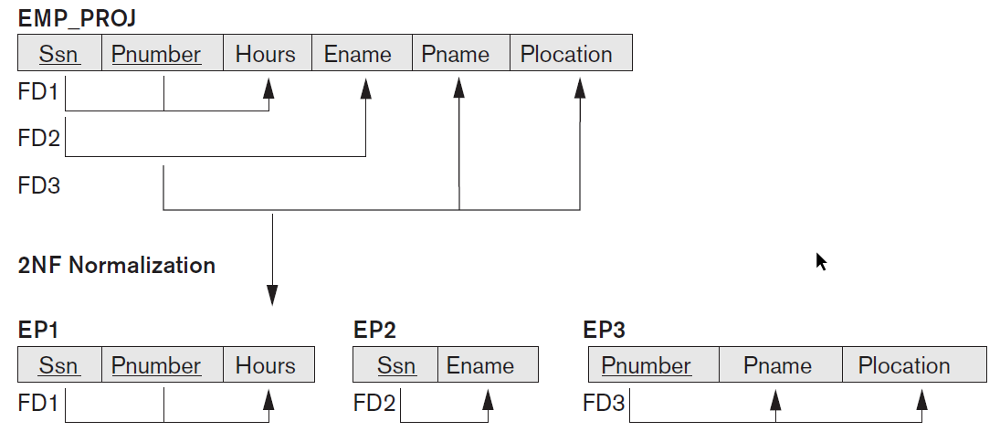 EMP_PROJ
Ssn Pnumber Hours Ename Pname Plocation
FD1
FD2
FD3
2NF Normalization
EP1 EP2 EP3
Ssn Pnumber Hours Ssn Ename Pnumber Pname Plocation
FD1 FD2 FD3